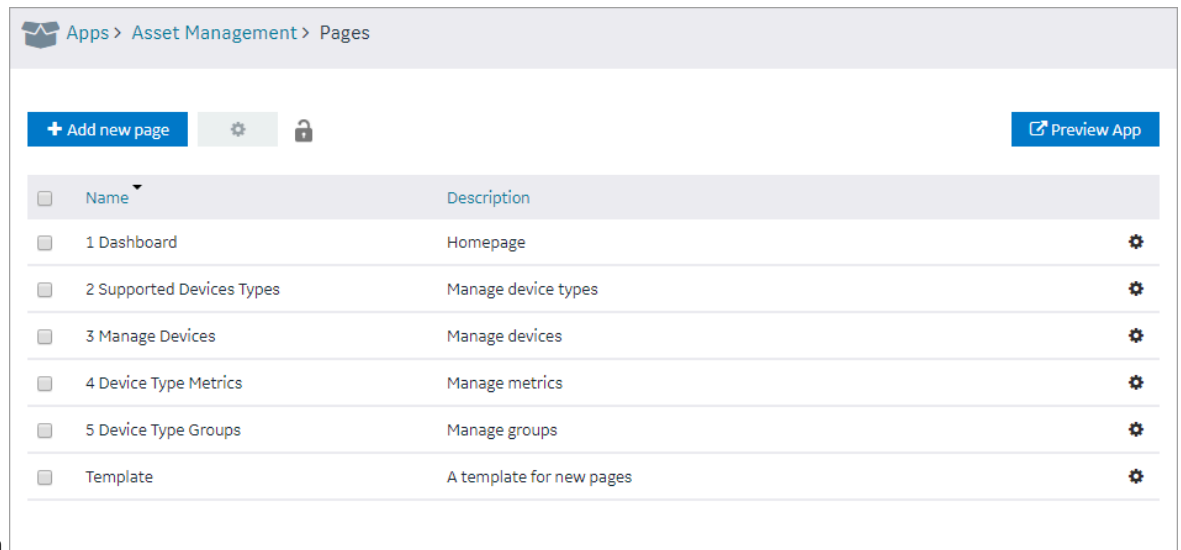 Apps > Asset Management > Pages
+ Add new page
Preview App
Name Description
1 Dashboard Homepage
2 Supported Devices Types Manage device types
3 Manage Devices Manage devices
4 Device Type Metrics Manage metrics
5 Device Type Groups Manage groups
Template A template for new pages